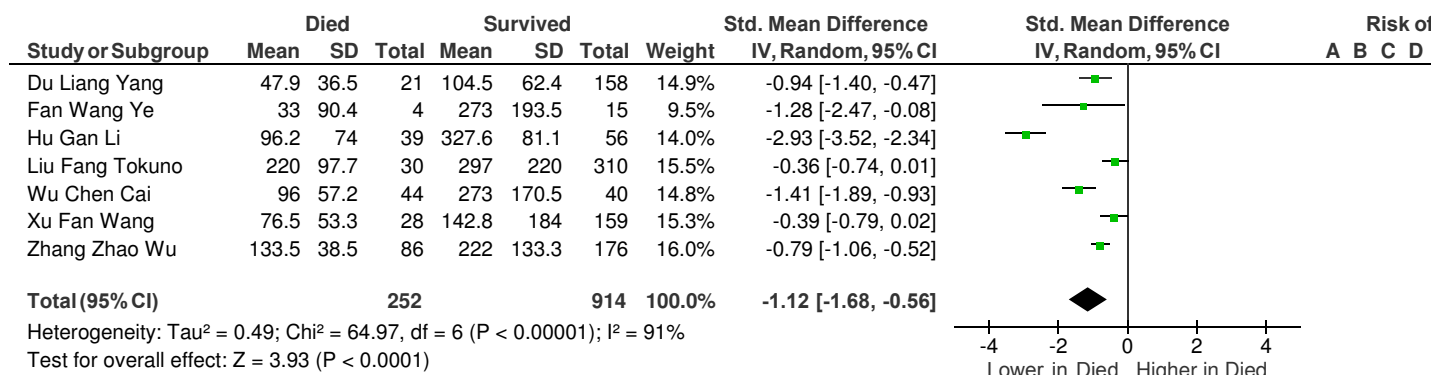 Died Survived Std. Mean Difference Std. Mean Difference Risk of
Study or Subgroup Mean SD Total Mean SD Total Weight IV, Random, 95% CI IV, Random, 95% CI A B C D
Du Liang Yang 47.9 36.5 21 104.5 62.4 158 14.9% -0.94 [-1.40, -0.47]
Fan Wang Ye 33 90.4 4 273 193.5 15 9.5% -1.28 [-2.47, -0.08]
Hu Gan Li 96.2 74 39 327.6 81.1 56 14.0% -2.93 [-3.52, -2.34]
Liu Fang Tokuno 220 97.7 30 297 220 310 15.5% -0.36 [-0.74, 0.01]
Wu Chen Cai 96 57.2 44 273 170.5 40 14.8% -1.41 [-1.89, -0.93]
Xu Fan Wang 76.5 53.3 28 142.8 184 159 15.3% -0.39 [-0.79, 0.02]
Zhang Zhao Wu 133.5 38.5 86 222 133.3 176 16.0% -0.79 [-1.06, -0.52]
Total (95% CI) 252 914 100.0% -1.12 [-1.68, -0.56]
Heterogeneity: Tau² = 0.49; Chi² = 64.97, df = 6 (P < 0.00001); I² = 91%
Test for overall effect: Z = 3.93 (P < 0.0001)
-4 -2 0 2 4
Lower in Died Higher in Died